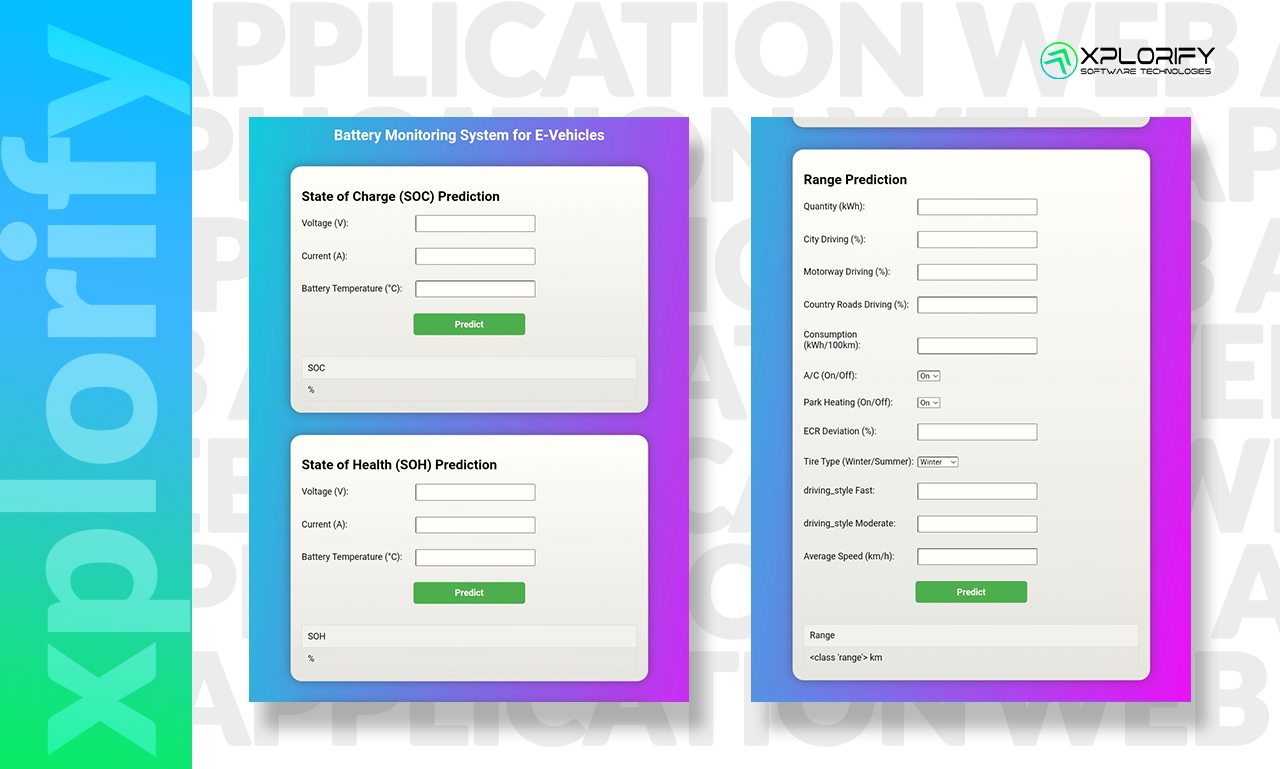 xplorify
APPLICATION WEB A
XPLORIFY
SOFTWARE TECHNOLOGIES
Battery Monitoring System for E-Vehicles
State of Charge (SOC) Prediction
Voltage (V):
Current (A):
Battery Temperature (°C):
Predict
SOC
%
State of Health (SOH) Prediction
Voltage (V):
Current (A):
Battery Temperature (°C):
Predict
SOH
%
Range Prediction
Quantity (kWh):
City Driving (%):
Motorway Driving (%):
Country Roads Driving (%):
Consumption
(kWh/100km):
A/C (On/Off): On
Park Heating (On/Off): On
ECR Deviation (%):
Tire Type (Winter/Summer): Winter
driving_style Fast:
driving_style Moderate:
Average Speed (km/h):
Predict
Range
<class 'range'> km
APPLICATION WEB